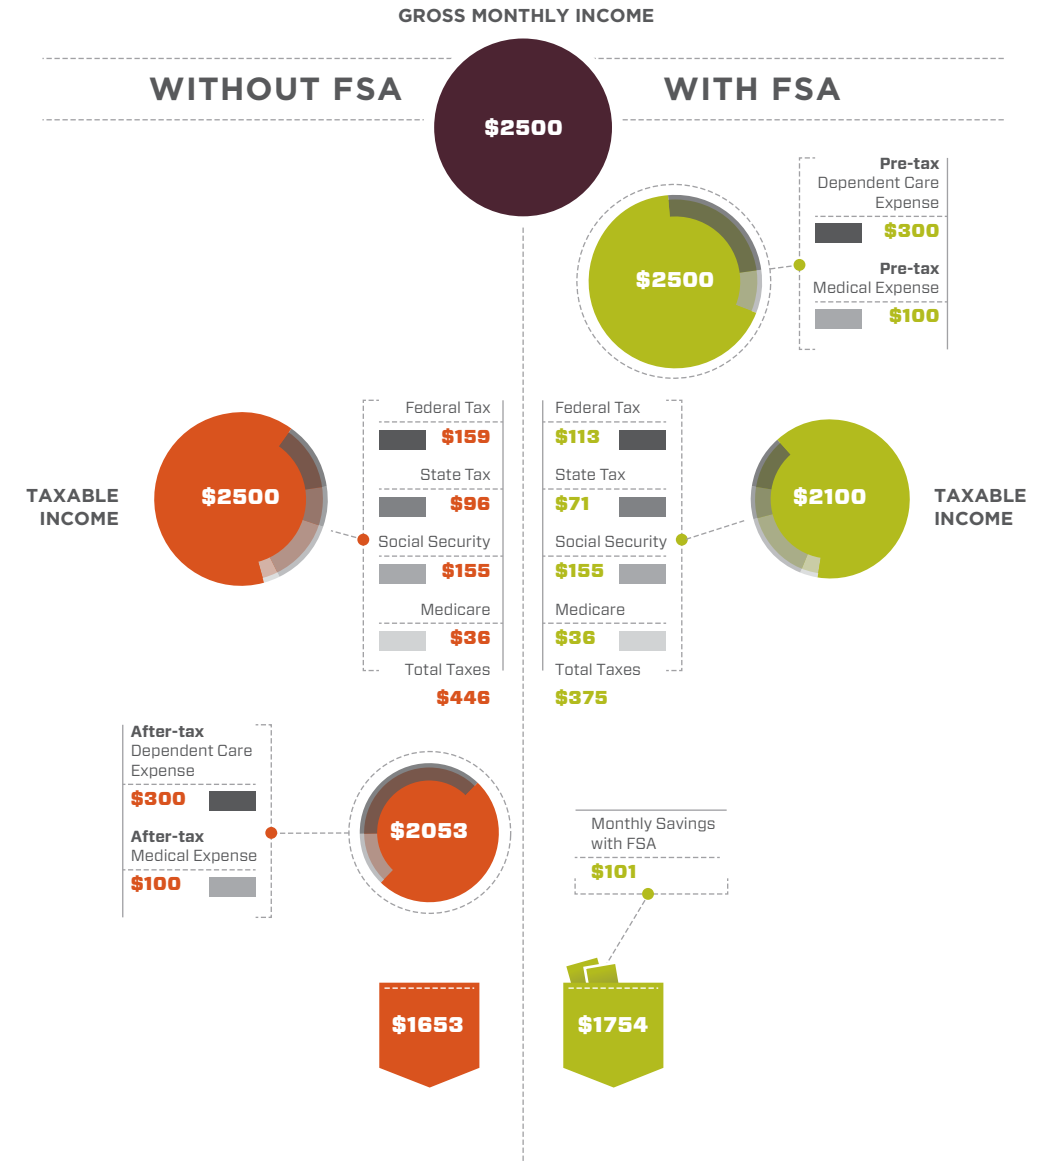 GROSS MONTHLY INCOME
WITHOUT FSA
WITH FSA
$2500
Pre-tax
Dependent Care
Expense
$300
Pre-tax
Medical Expense
$100
$2500
TAXABLE
INCOME
$2500
Federal Tax
$159
State Tax
$96
Social Security
$155
Medicare
$36
Total Taxes
$446
Federal Tax
$113
State Tax
$71
Social Security
$155
Medicare
$36
Total Taxes
$375
$2100
TAXABLE
INCOME
After-tax
Dependent Care
Expense
$300
After-tax
Medical Expense
$100
$2053
Monthly Savings
with FSA
$101
$1653
$1754